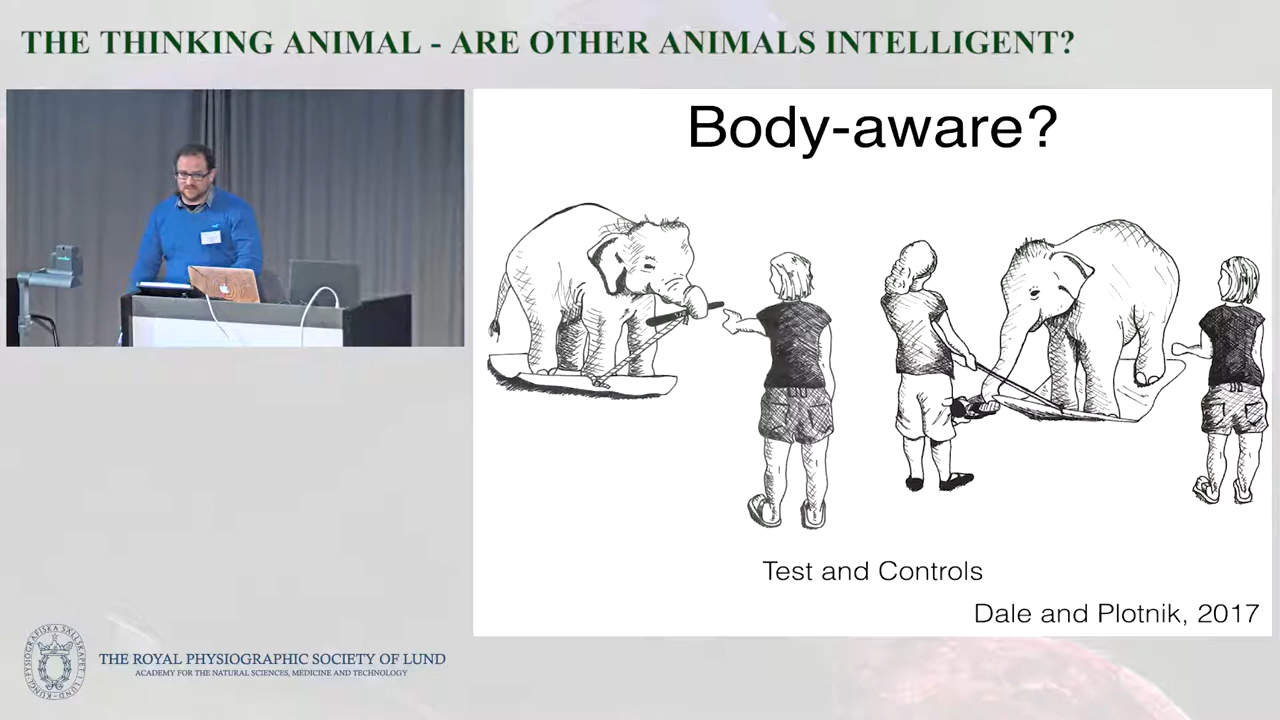 THE THINKING ANIMAL - ARE OTHER ANIMALS INTELLIGENT?
Body-aware?
Test and Controls
Dale and Plotnik, 2017
THE ROYAL PHYSIOGRAPHIC SOCIETY OF LUND
ACADEMY FOR THE NATURAL SCIENCES, MEDICINE AND TECHNOLOGY